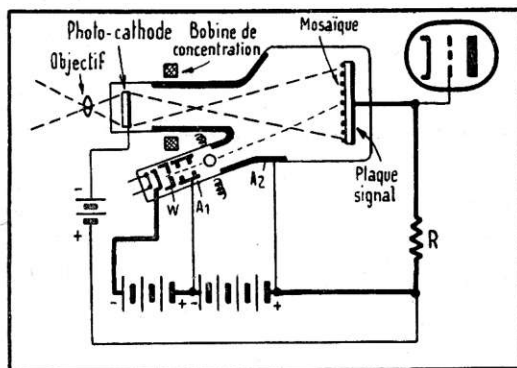 Photo-cathode
Objectif
Bobine de
concentration
Mosaïque
Plaque
signal
W
A1
A2
R
-
+
-
+
-
+